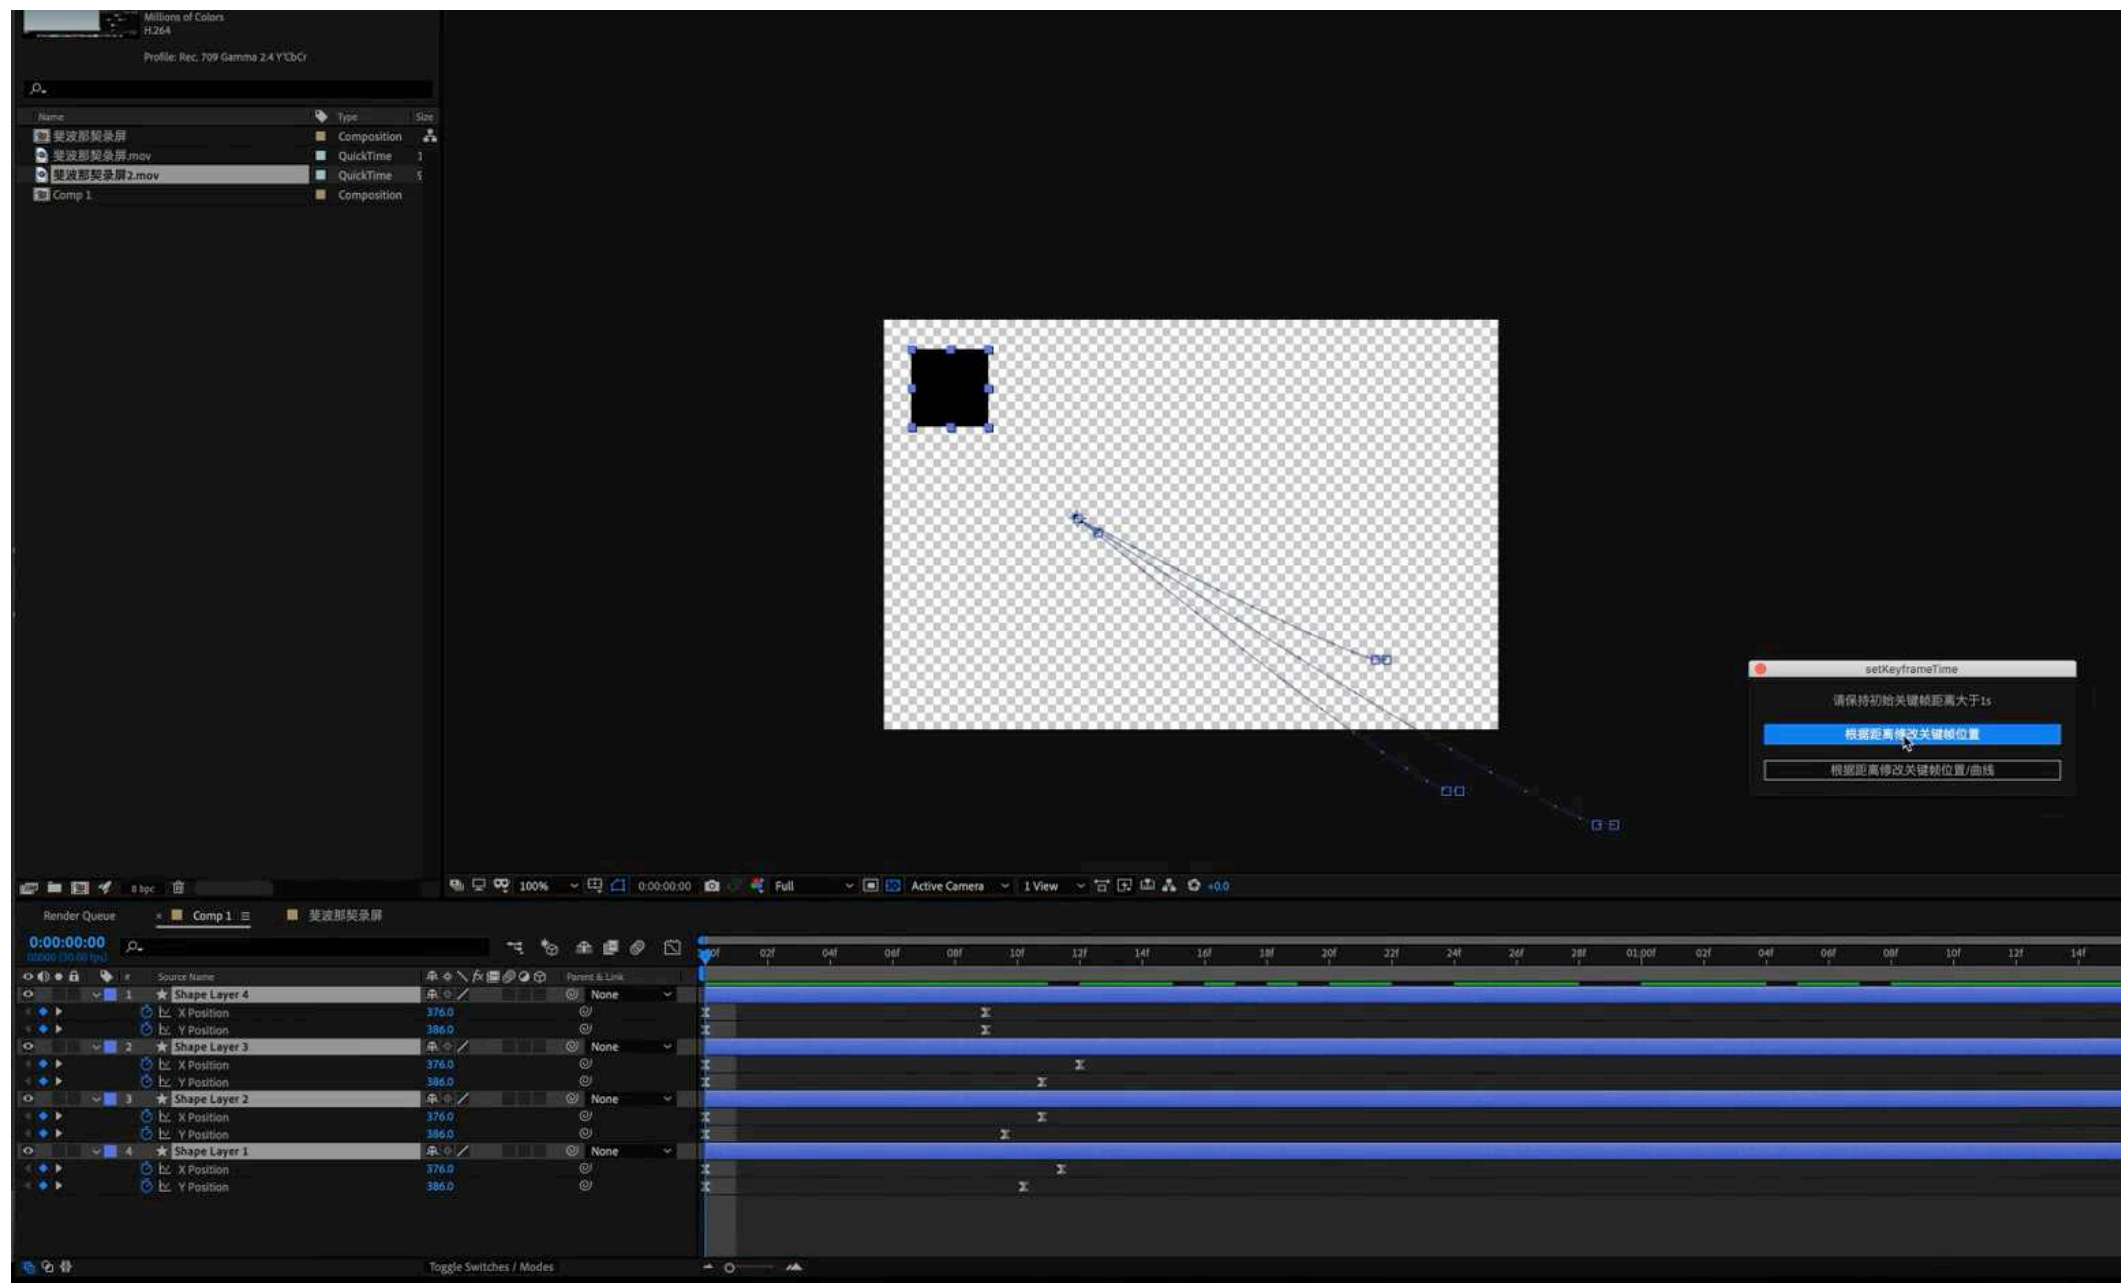 Millions of Colors
H.264
Profile: Rec. 709 Gamma 2.4 Y'CbCr
Name Type Size
斐波那契录屏 Composition
斐波那契录屏.mov QuickTime
斐波那契录屏2.mov QuickTime
Comp 1 Composition
setKeyframeTime
请保持初始关键帧距离大于1s
根据距离修改关键帧位置
根据距离修改关键帧位置/曲线
8 bpc
100% 0:00:00:00 Full Active Camera 1 View +0.0
Render Queue × Comp 1 斐波那契录屏
0:00:00:00
00000 (30.00 fps)
02f 04f 06f 08f 10f 12f 14f 16f 18f 20f 22f 24f 26f 28f 01:00f 02f 04f 06f 08f 10f 12f 14f
# Source Name Parent & Link
1 Shape Layer 4 None
X Position 376.0
Y Position 386.0
2 Shape Layer 3 None
X Position 376.0
Y Position 386.0
3 Shape Layer 2 None
X Position 376.0
Y Position 386.0
4 Shape Layer 1 None
X Position 376.0
Y Position 386.0
Toggle Switches / Modes